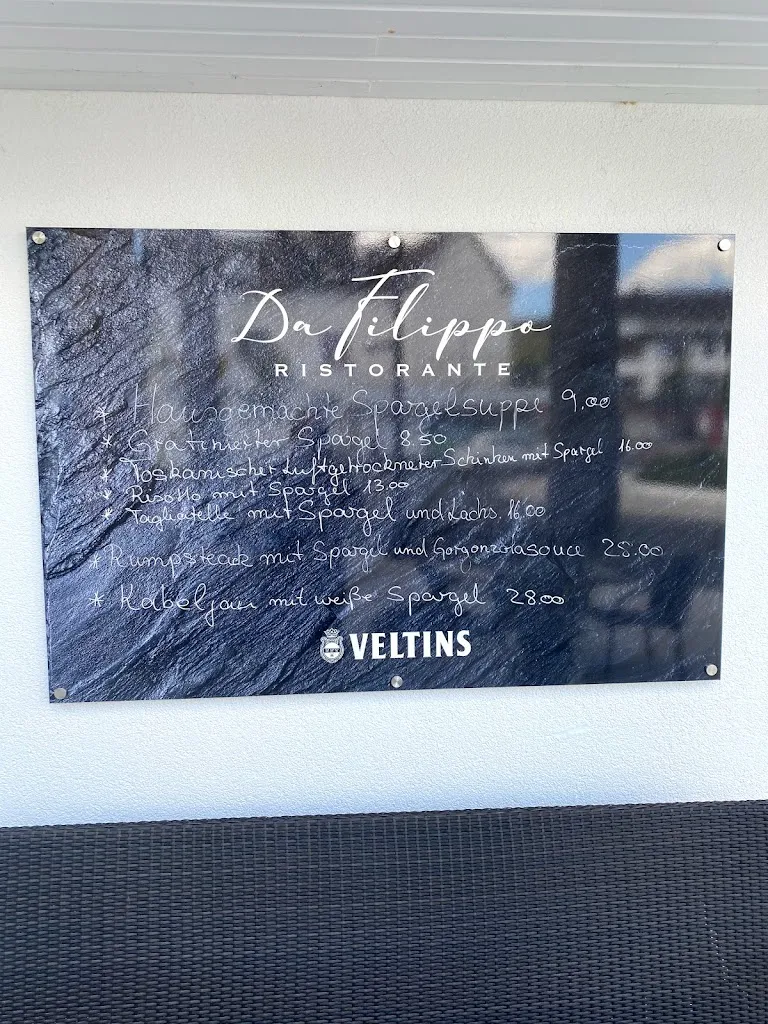 Da Filippo
RISTORANTE
* Hausgemachte Spargelsuppe 9.00
* Gratinierter Spargel 8.50
* Toskanischer Luftgetrockneter Schinken mit Spargel 16.00
* Risotto mit Spargel 13.00
* Tagliatelle mit Spargel und Lachs. 16.00
* Rumpsteak mit Spargel und Gorgonzolasouce 28.00
* Kabeljau mit weiße Spargel 28.00
VELTINS